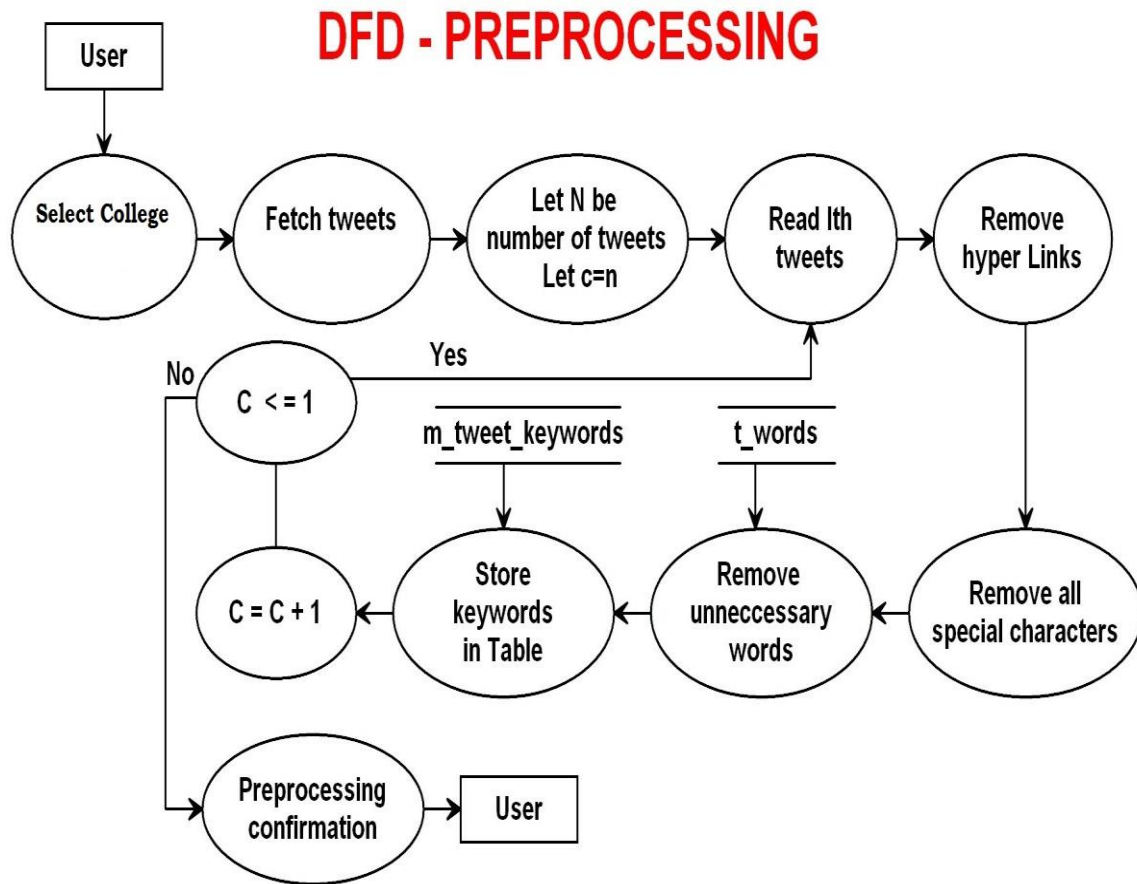 DFD - PREPROCESSING
User
Select College
Fetch tweets
Let N be
number of tweets
Let c=n
Read Ith
tweets
Remove
hyper Links
Yes
No
C < = 1
m_tweet_keywords
t_words
Remove all
special characters
Remove
unneccessary
words
Store
keywords
in Table
C = C + 1
Preprocessing
confirmation
User